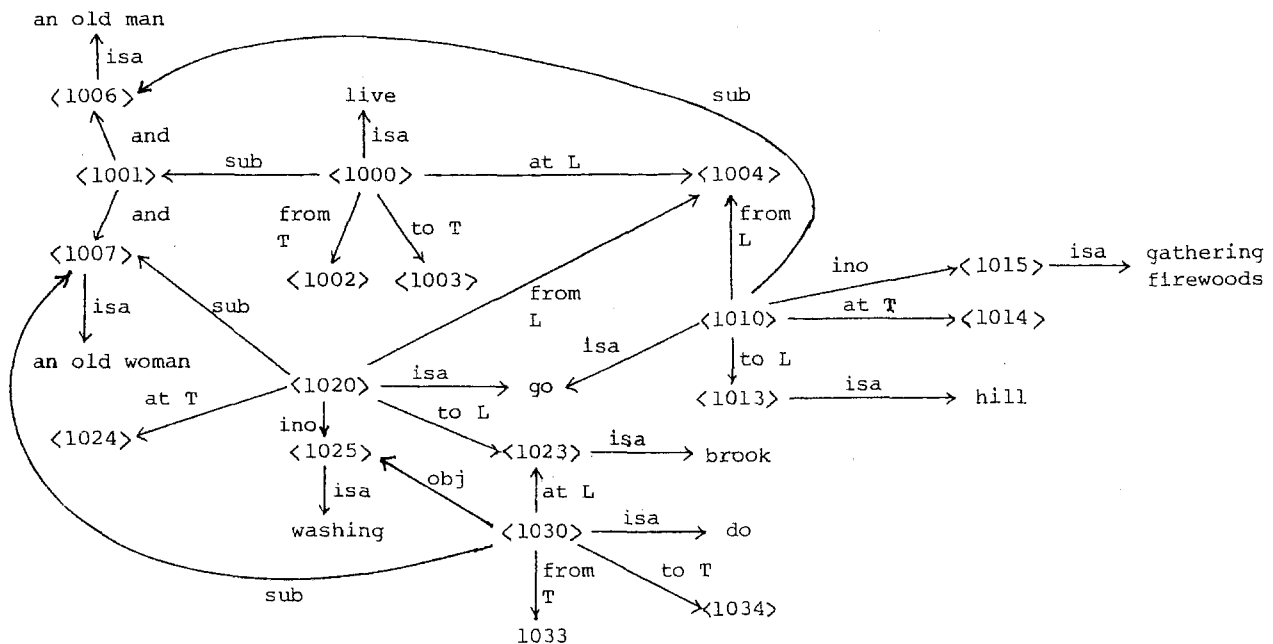 an old man
isa
<1006>
sub
live
and
isa
<1001>
sub
<1000>
at L
<1004>
and
from
T
to T
from
L
<1007>
<1002>
<1003>
ino
<1015>
isa
gathering
firewoods
isa
sub
from
L
<1010>
at T
<1014>
an old woman
isa
to L
<1020>
isa
go
<1013>
isa
hill
at T
ino
to L
<1024>
<1025>
<1023>
isa
brook
isa
obj
at L
washing
<1030>
isa
do
sub
from
T
to T
<1034>
1033